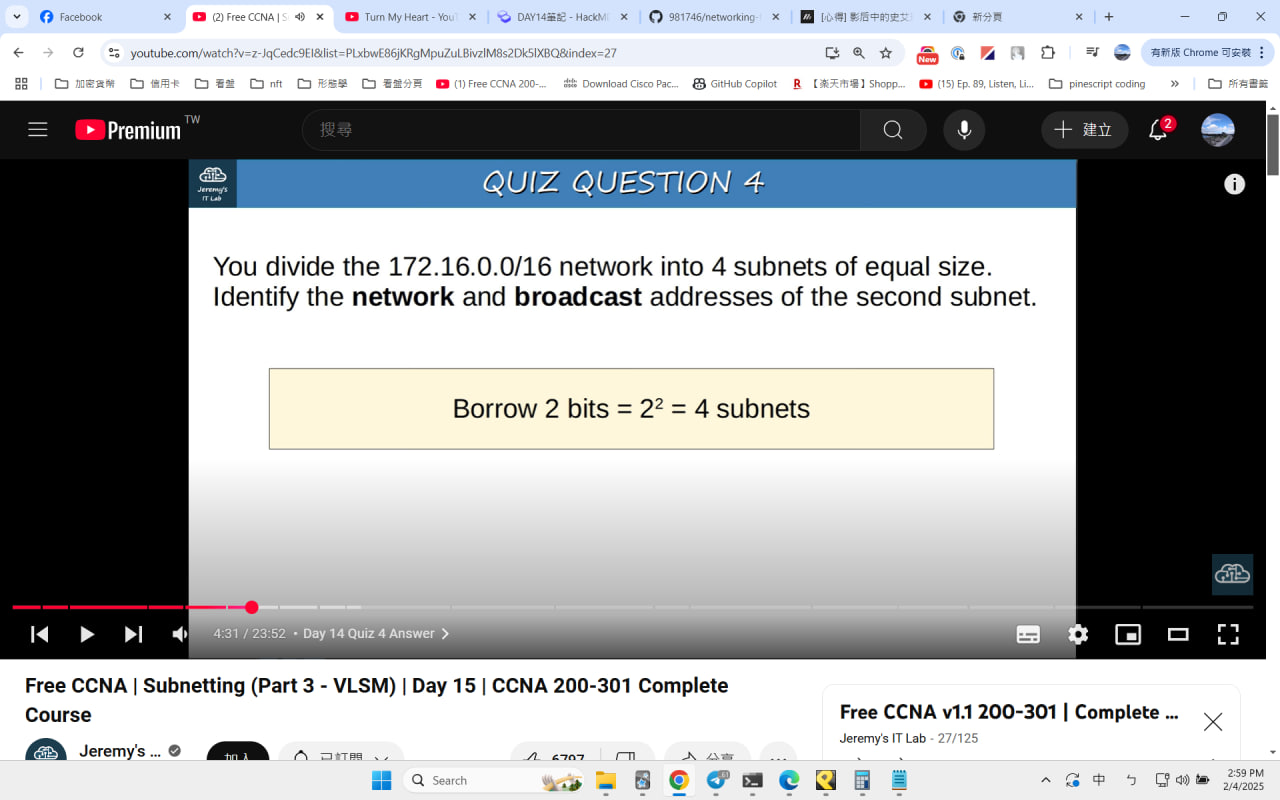 Facebook
(2) Free CCNA | S
Turn My Heart - YouT
DAY14筆記 - HackM
981746/networking-
[心得] 影后中的史艾
新分頁
youtube.com/watch?v=z-JqCedc9EI&list=PLxbwE86jKRgMpuZuLBivzlM8s2Dk5lXBQ&index=27
New
有新版 Chrome 可安裝
加密貨幣
信用卡
看盤
nft
形態學
看盤分頁
(1) Free CCNA 200-...
Download Cisco Pac...
GitHub Copilot
【楽天市場】Shopp...
(15) Ep. 89, Listen, Li...
pinescript coding
»
所有書籤
Premium TW
搜尋
建立
2
Jeremy's
IT Lab
QUIZ QUESTION 4
You divide the 172.16.0.0/16 network into 4 subnets of equal size.
Identify the network and broadcast addresses of the second subnet.
Borrow 2 bits = 2² = 4 subnets
4:31 / 23:52 • Day 14 Quiz 4 Answer
Free CCNA | Subnetting (Part 3 - VLSM) | Day 15 | CCNA 200-301 Complete
Course
Free CCNA v1.1 200-301 | Complete ...
Jeremy's IT Lab - 27/125
Jeremy's ...
加入
已訂閱
6797
分享
Search
61
中
ㄅ
2:59 PM
2/4/2025